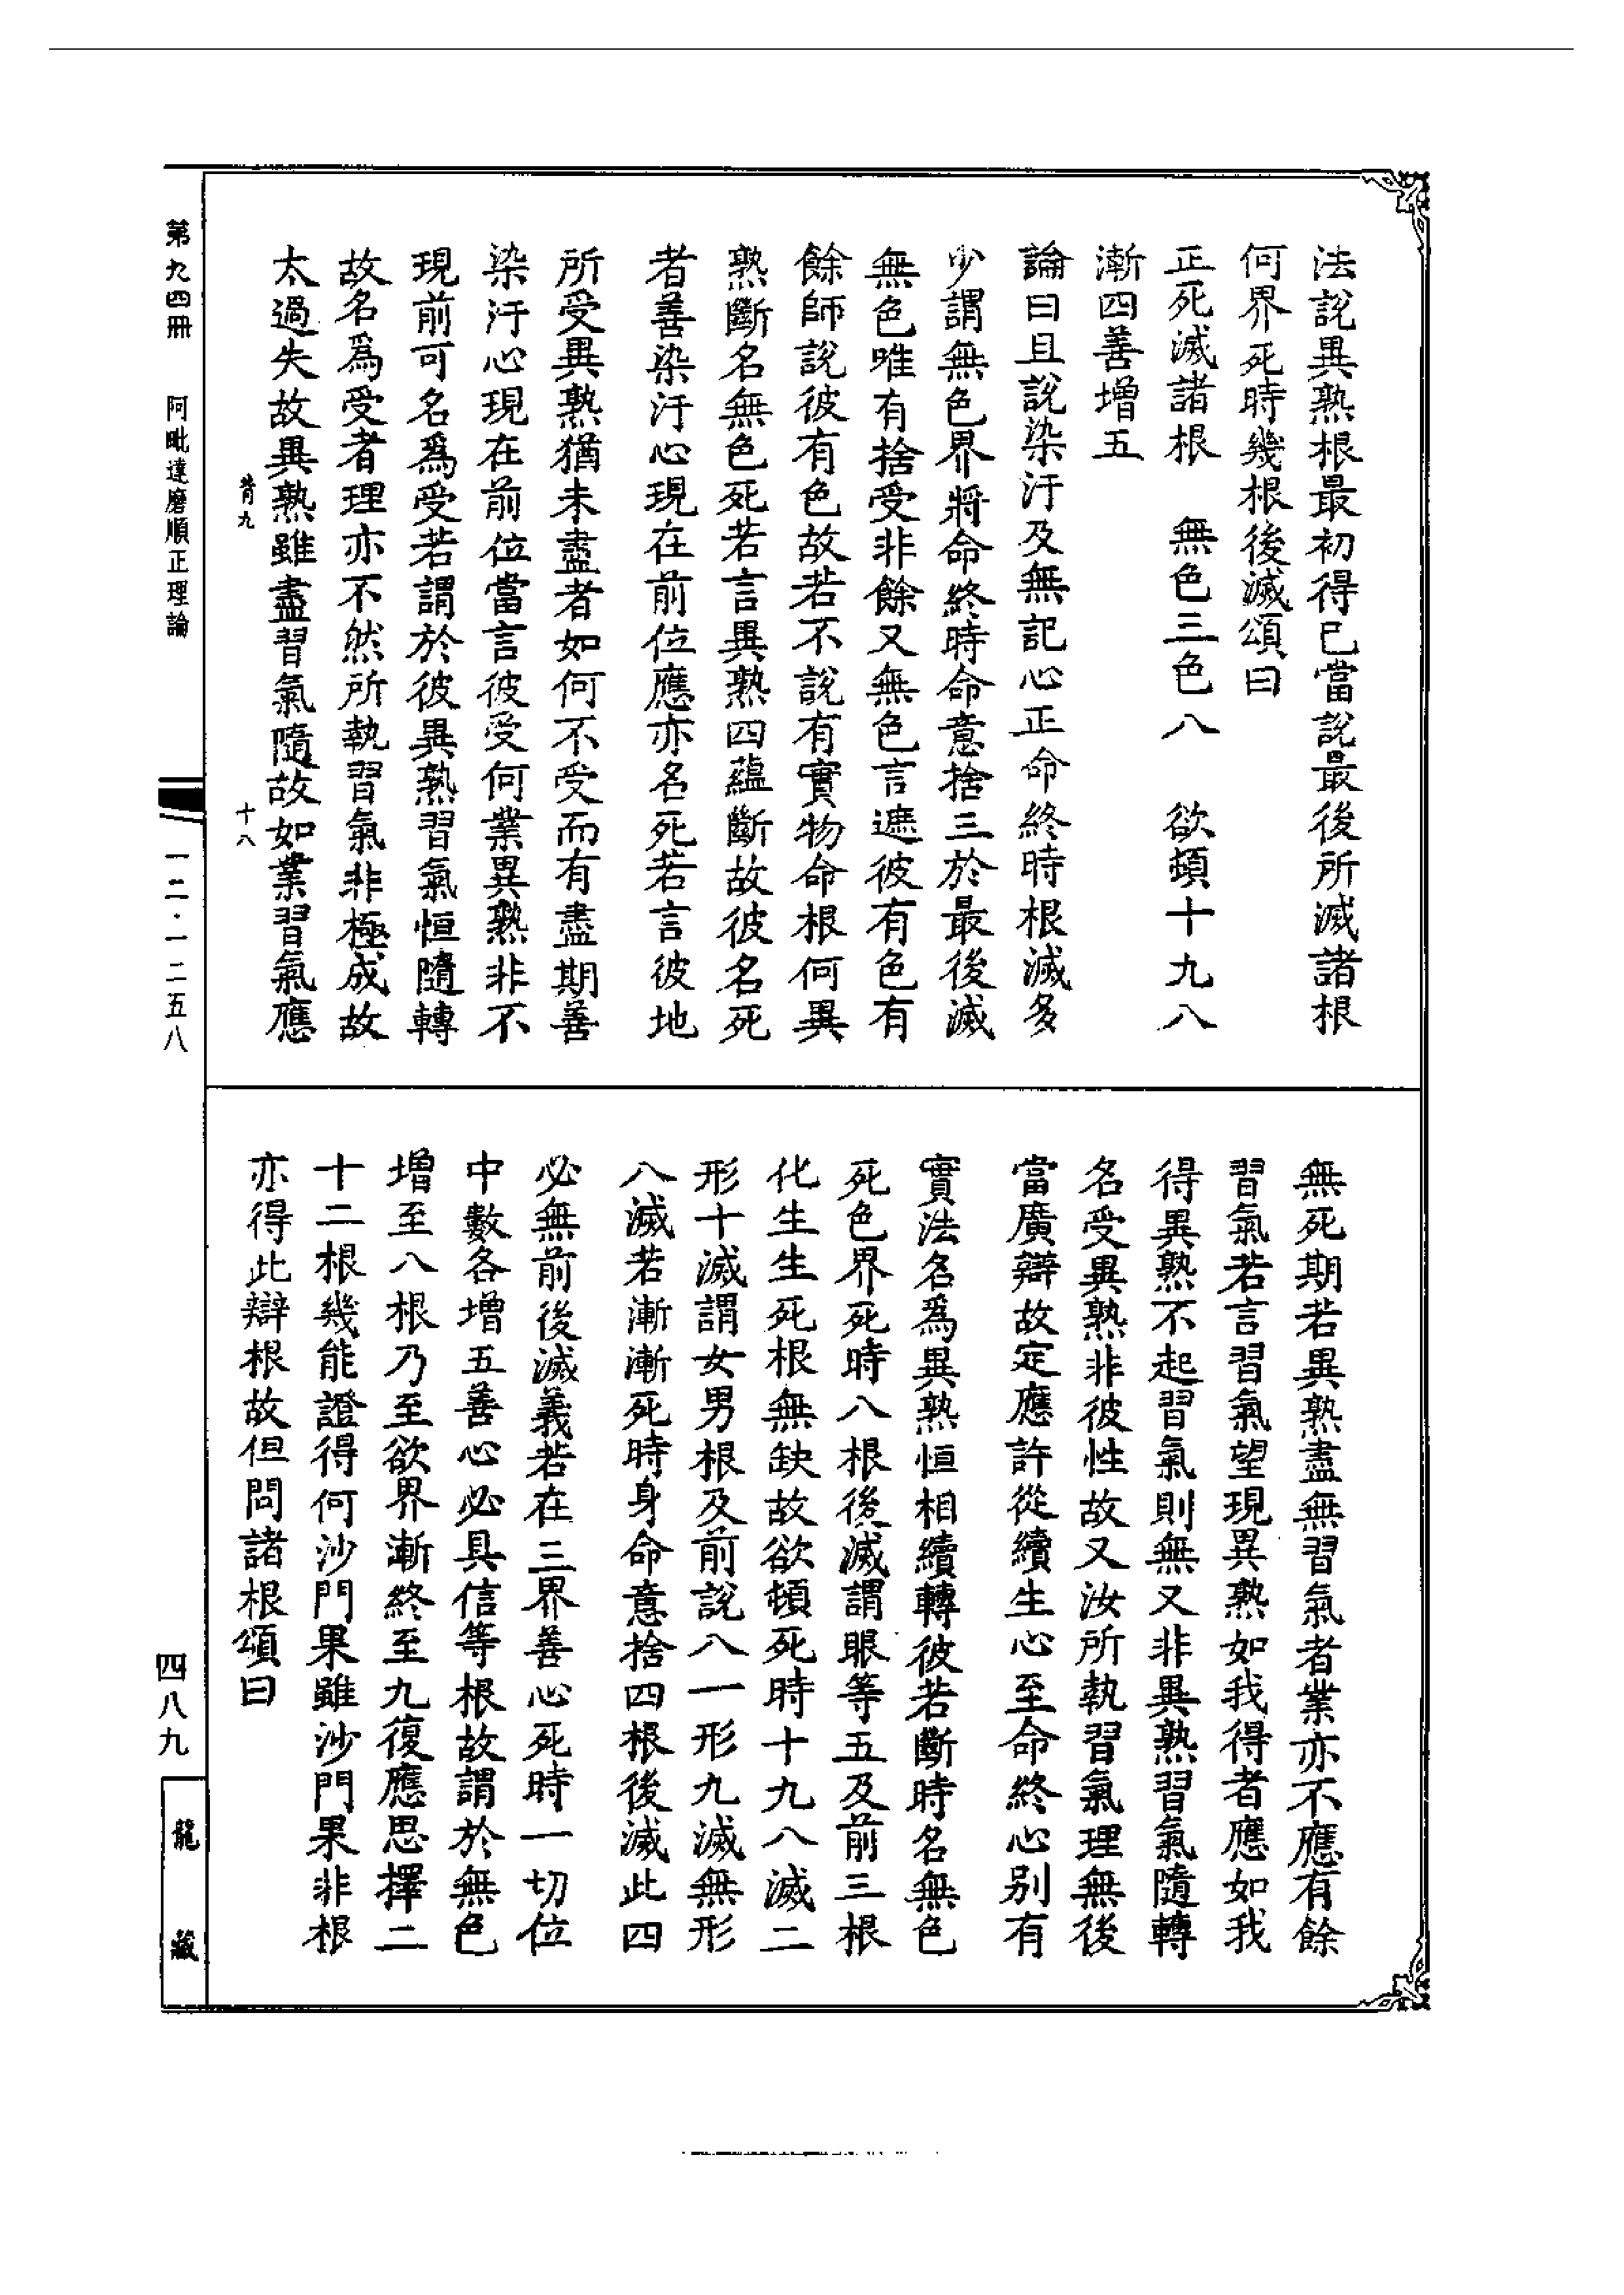 法說異熟根最初得已當說最後所滅諸根
何界死時幾根後滅頌曰
正死滅諸根　無色三色八　欲頓十九八
漸四善增五
論曰且說染汙及無記心正命終時根滅多
少謂無色界將命終時命意捨三於最後滅
無色唯有捨受非餘又無色言遮彼有色有
餘師說彼有色故若不說有實物命根何異
熟斷名無色死若言異熟四蘊斷故彼名死
者善染汙心現在前位應亦名死若言彼地
所受異熟猶未盡者如何不受而有盡期善
染汙心現在前位當言彼受何業異熟非不
現前可名爲受若謂於彼異熟習氣恒隨轉
故名爲受者理亦不然所執習氣非極成故
太過失故異熟雖盡習氣隨故如業習氣應
無死期若異熟盡無習氣者業亦不應有餘
習氣若言習氣望現異熟如我得者應如我
得異熟不起習氣則無又非異熟習氣隨轉
名受異熟非彼性故又汝所執習氣理無後
當廣辯故定應許從續生心至命終心別有
實法名爲異熟恒相續轉彼若斷時名無色
死色界死時八根後滅謂眼等五及前三根
化生生死根無缺故欲頓死時十九八滅二
形十滅謂女男根及前說八一形九滅無形
八滅若漸漸死時身命意捨四根後滅此四
必無前後滅義若在三界善心死時一切位
中數各增五善心必具信等根故謂於無色
增至八根乃至欲界漸終至九復應思擇二
十二根幾能證得何沙門果雖沙門果非根
亦得此辯根故但問諸根頌曰
第九四冊　阿毗達磨順正理論　一二·一二五八　四八九
龍藏
十八